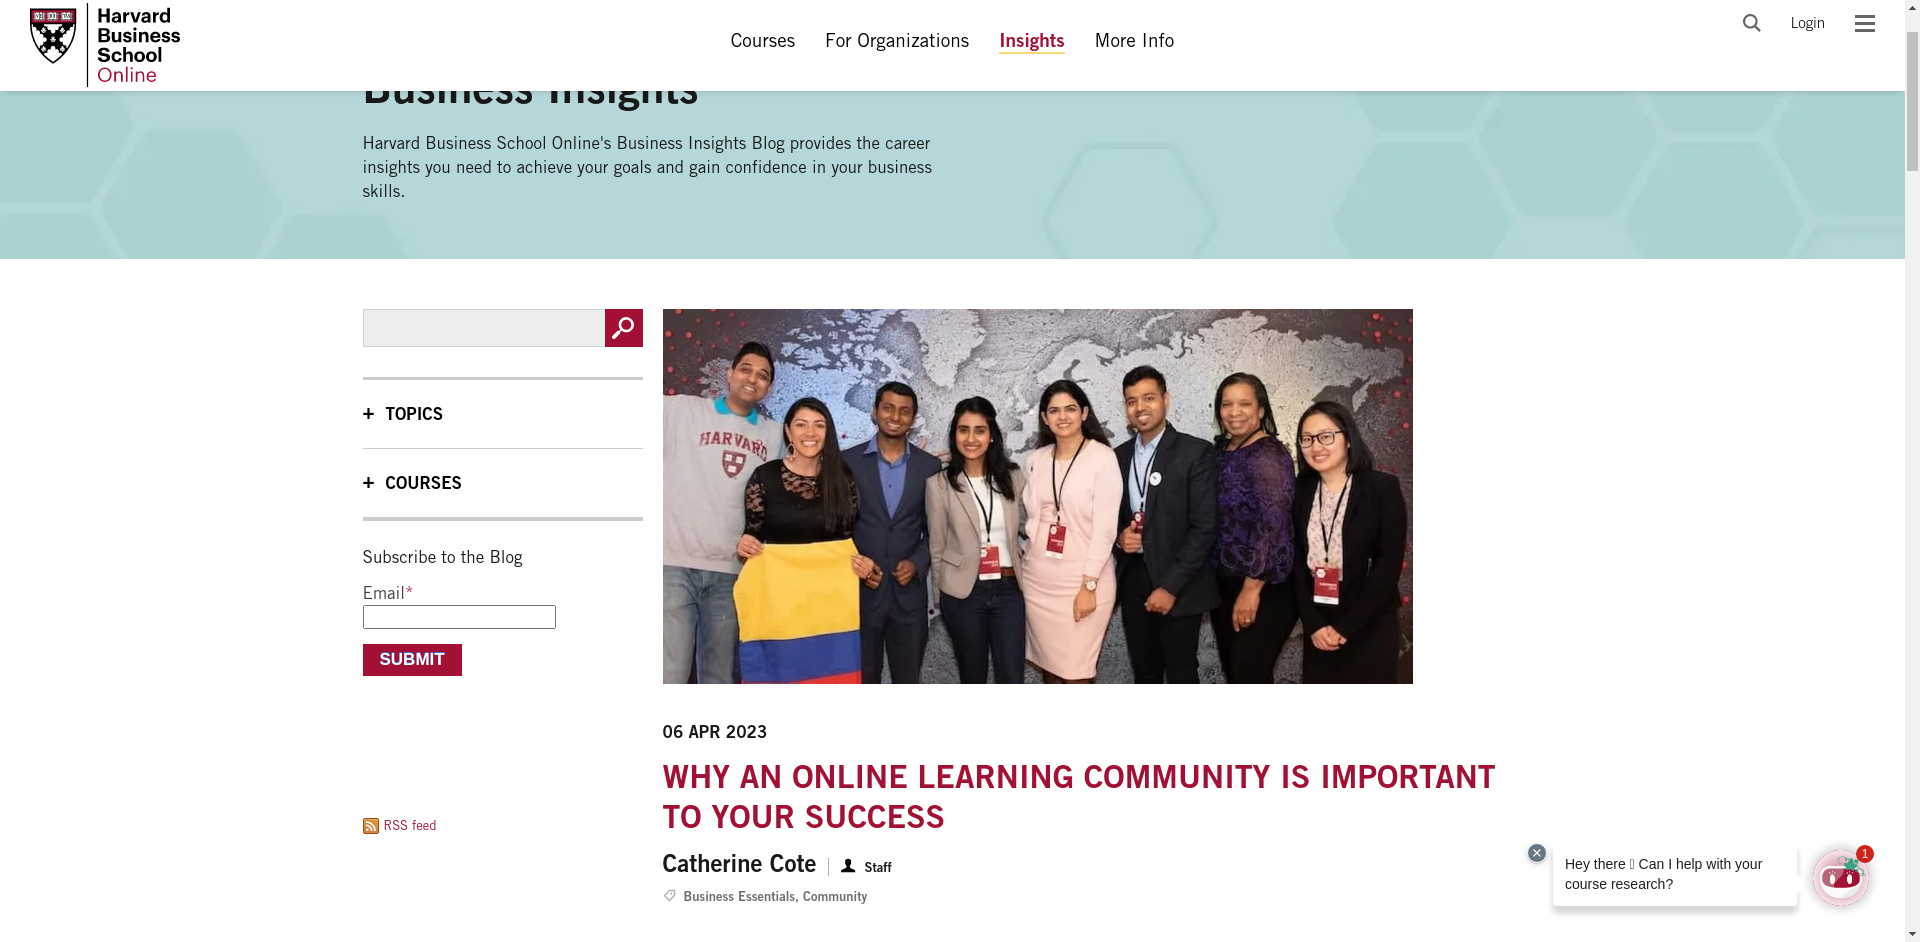 Harvard
Business
School
Online
Courses
For Organizations
Insights
More Info
Login
Business Insights
Harvard Business School Online's Business Insights Blog provides the career
insights you need to achieve your goals and gain confidence in your business
skills.
+ TOPICS
+ COURSES
Subscribe to the Blog
Email*
SUBMIT
RSS feed
HARVARD
06 APR 2023
WHY AN ONLINE LEARNING COMMUNITY IS IMPORTANT
TO YOUR SUCCESS
Catherine Cote
Staff
Business Essentials, Community
Hey there Can I help with your
course research?
1